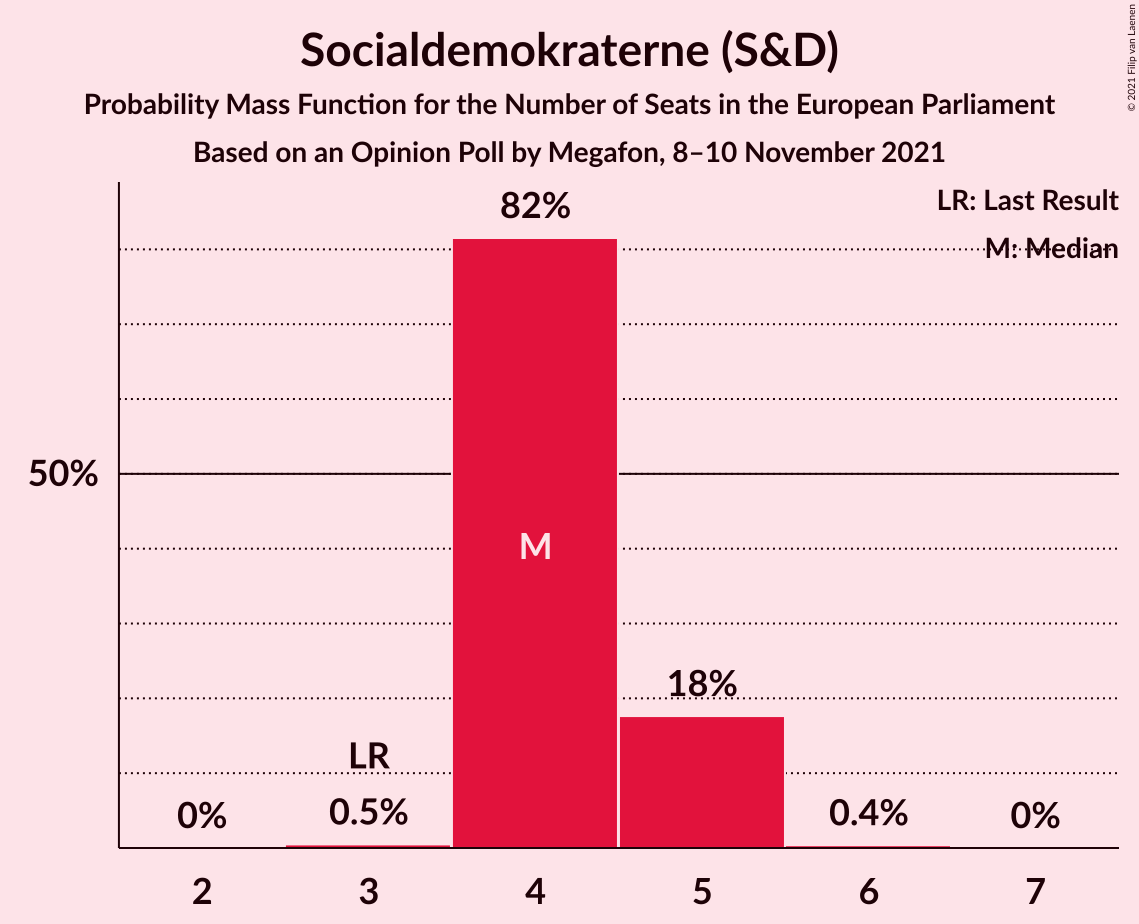 Socialdemokraterne (S&D)
Probability Mass Function for the Number of Seats in the European Parliament
Based on an Opinion Poll by Megafon, 8–10 November 2021
© 2021 Filip van Laenen
LR: Last Result
M: Median
82%
50%
M
18%
LR
0%
0.5%
0.4%
0%
2 3 4 5 6 7